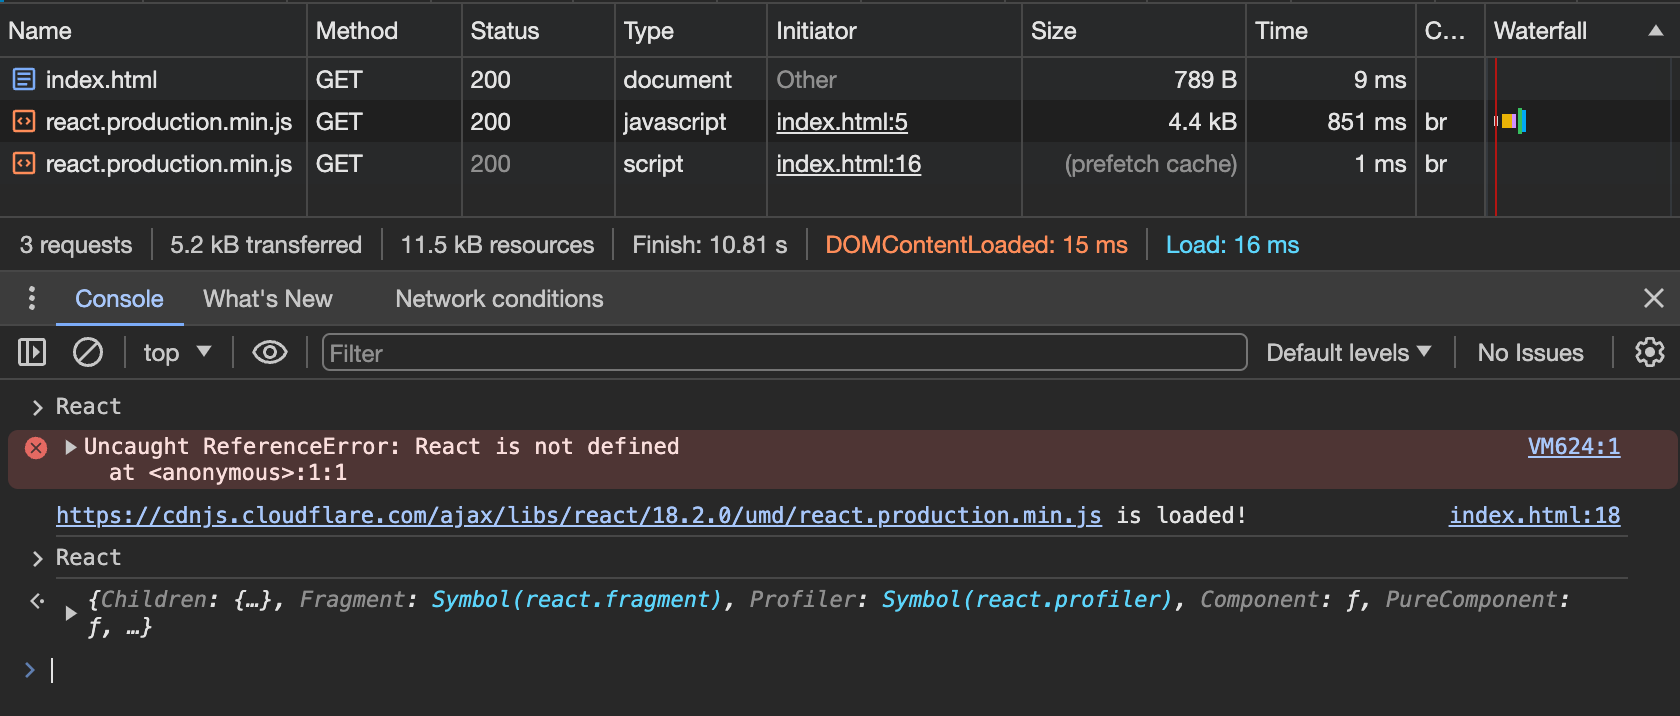 Name Method Status Type Initiator Size Time C... Waterfall
index.html GET 200 document Other 789 B 9 ms
react.production.min.js GET 200 javascript index.html:5 4.4 kB 851 ms br
react.production.min.js GET 200 script index.html:16 (prefetch cache) 1 ms br
3 requests 5.2 kB transferred 11.5 kB resources Finish: 10.81 s DOMContentLoaded: 15 ms Load: 16 ms
Console What's New Network conditions
top Filter Default levels No Issues
React
Uncaught ReferenceError: React is not defined VM624:1
at <anonymous>:1:1
https://cdnjs.cloudflare.com/ajax/libs/react/18.2.0/umd/react.production.min.js is loaded! index.html:18
React
{Children: {…}, Fragment: Symbol(react.fragment), Profiler: Symbol(react.profiler), Component: ƒ, PureComponent:
ƒ, …}